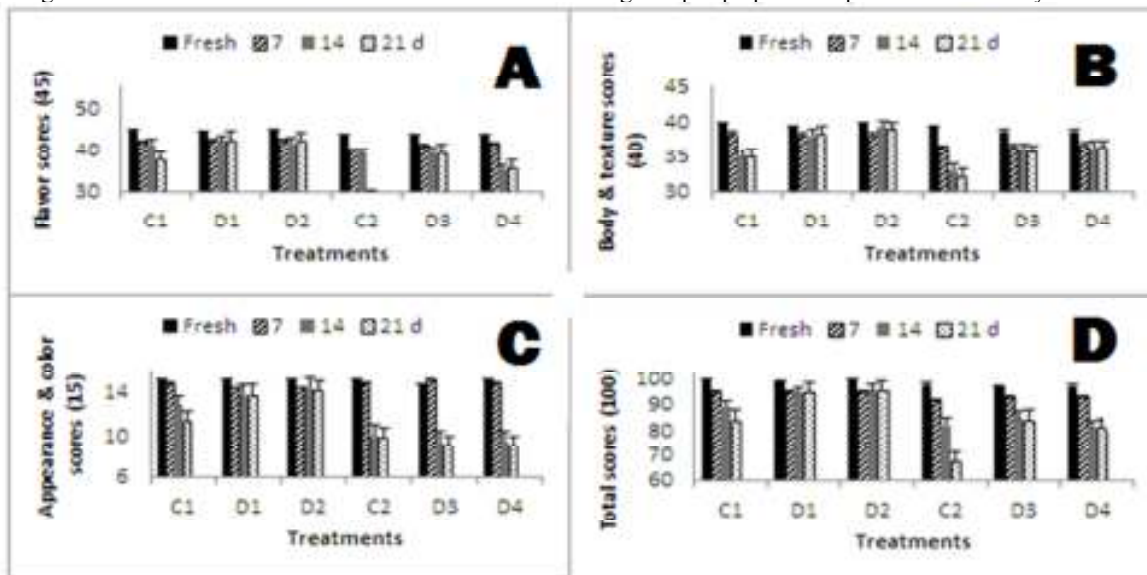 ■ Fresh ▨ 7 ■ 14 ▨ 21 d
A
Flavor scores (45)
50
40
30
C1 D1 D2 C2 D3 D4
Treatments
■ Fresh ▨ 7 ■ 14 ▨ 21 d
B
Body & texture scores
(40)
45
40
35
30
C1 D1 D2 C2 D3 D4
Treatments
■ Fresh ▨ 7 ■ 14 ▨ 21 d
C
Appearance & color
scores (15)
14
10
6
C1 D1 D2 C2 D3 D4
Treatments
■ Fresh ▨ 7 ■ 14 ▨ 21 d
D
Total scores (100)
100
90
80
70
60
C1 D1 D2 C2 D3 D4
Treatments